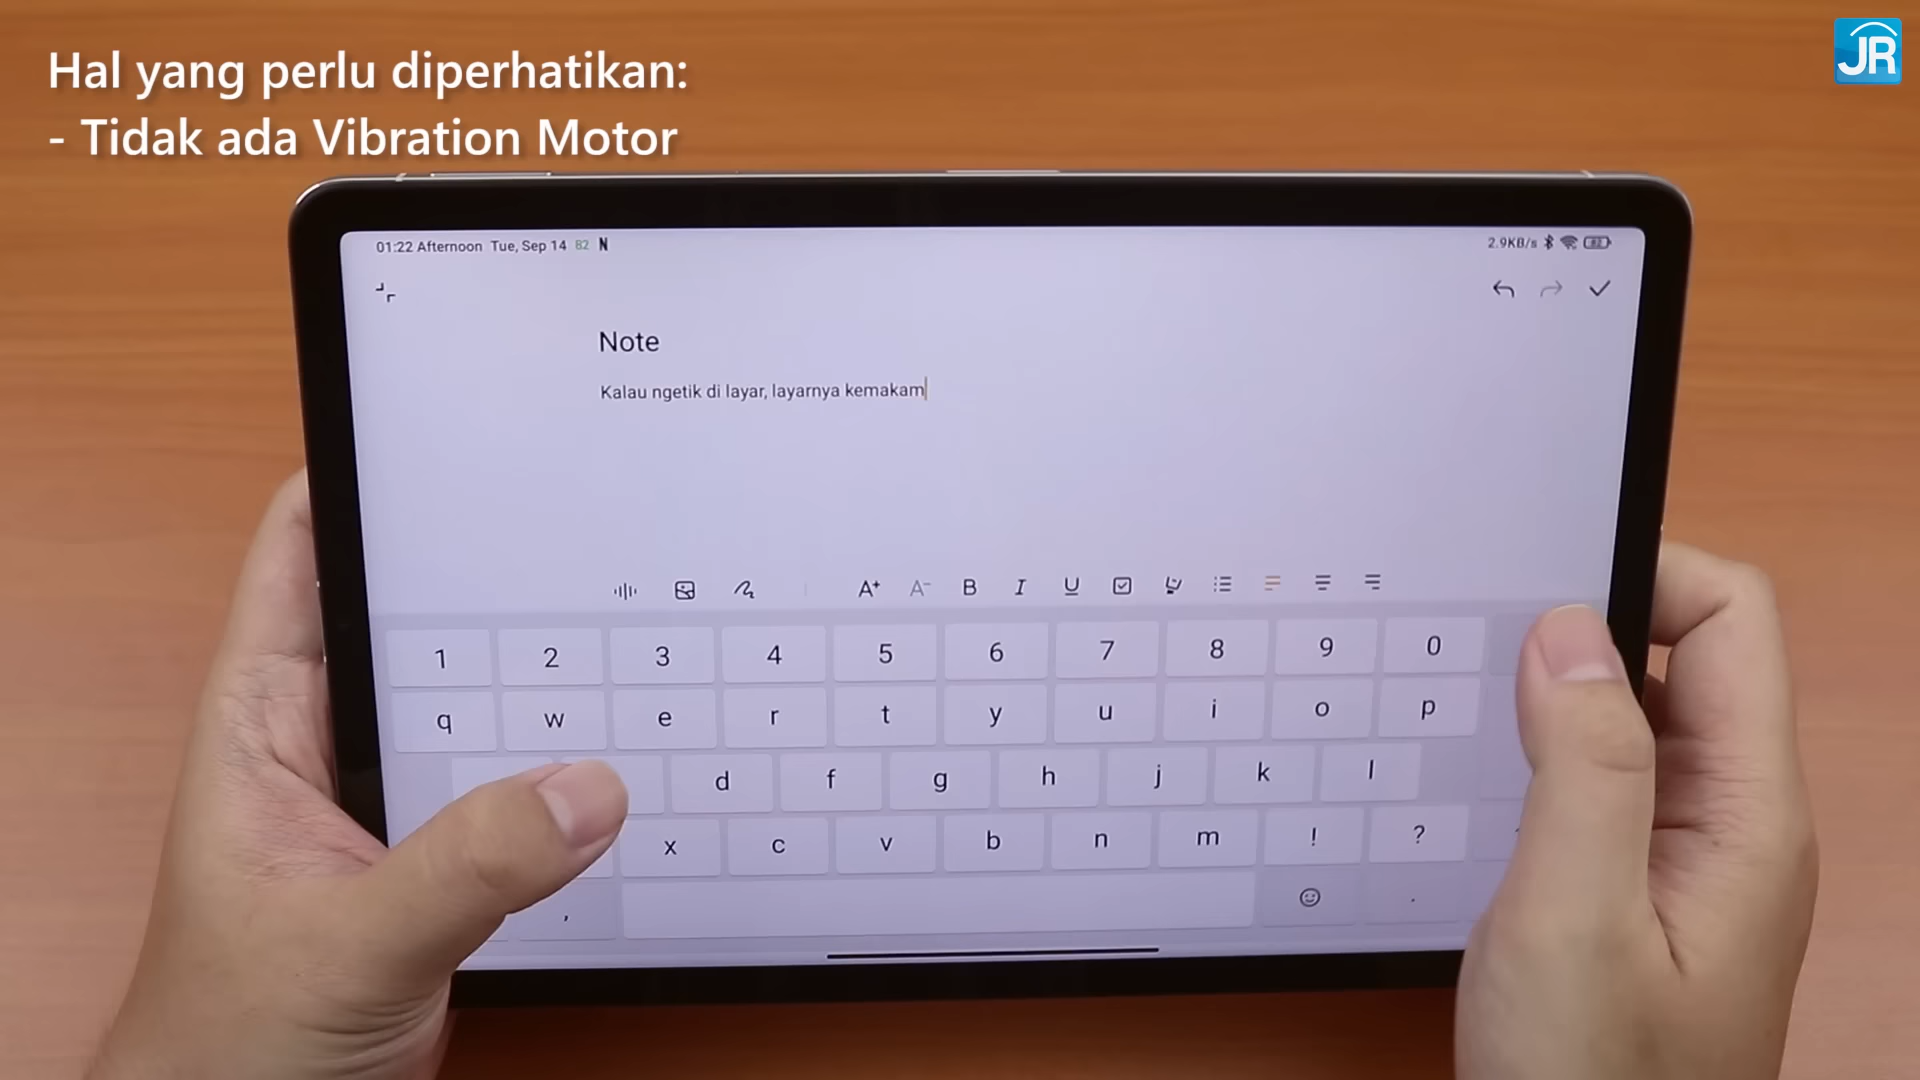 Hal yang perlu diperhatikan:
- Tidak ada Vibration Motor
JR
01:22 Afternoon Tue, Sep 14 82 N
2.9KB/s 82
Note
Kalau ngetik di layar, layarnya kemakam
A+ A- B I U
1 2 3 4 5 6 7 8 9 0
q w e r t y u i o p
d f g h j k l
x c v b n m ! ?
, .